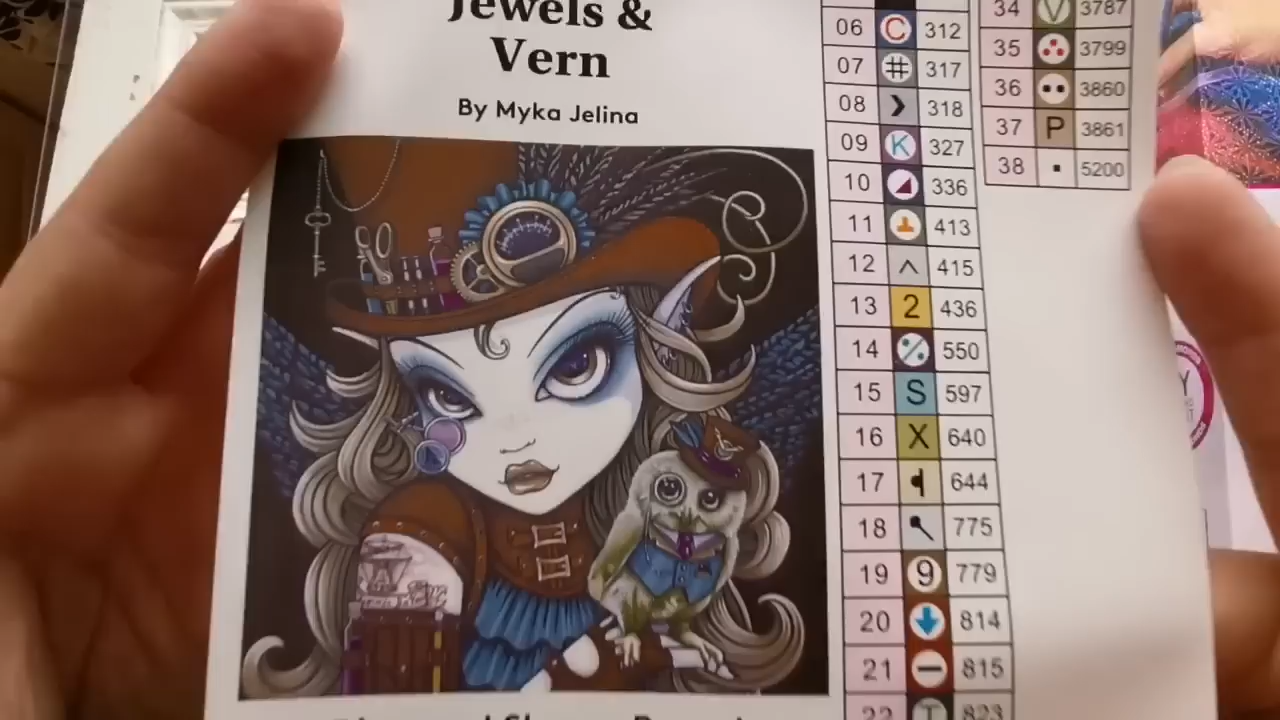 Jewels &
Vern
By Myka Jelina
06 C 312
07 # 317
08 318
09 K 327
10 336
11 413
12 415
13 2 436
14 550
15 S 597
16 X 640
17 644
18 775
19 9 779
20 814
21 815
22 T 823
34 V 3787
35 3799
36 3860
37 P 3861
38 5200